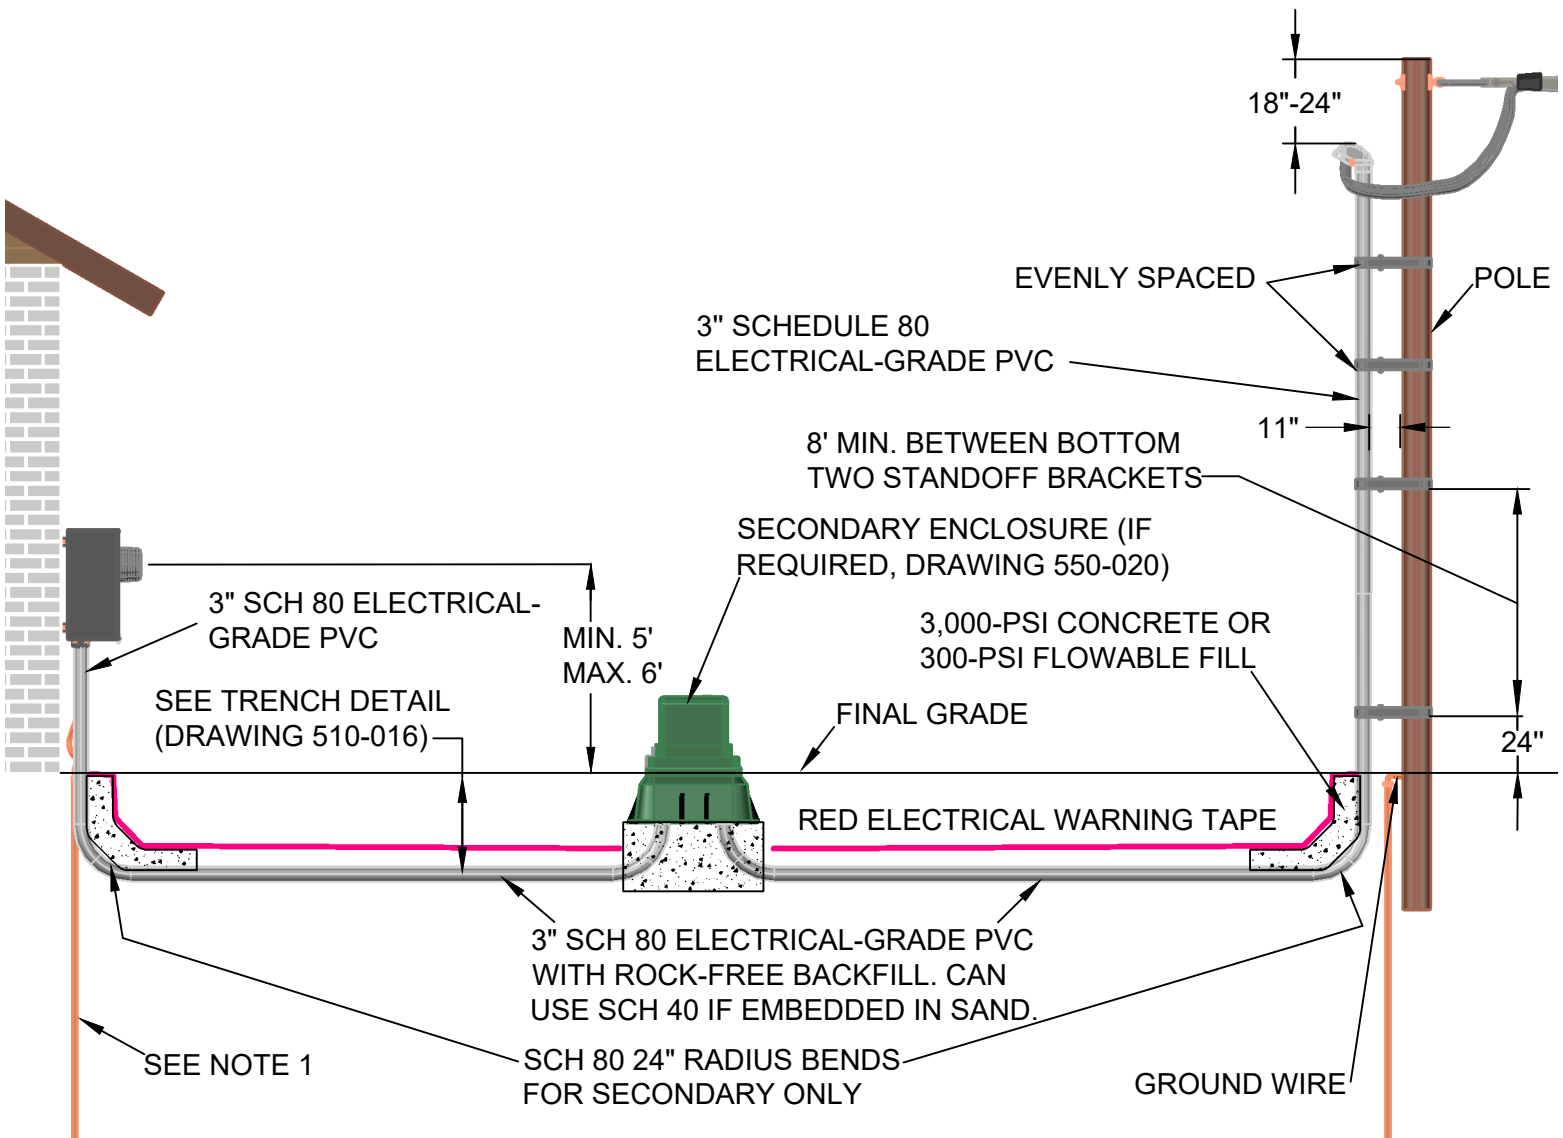 18"-24"
EVENLY SPACED
POLE
3" SCHEDULE 80
ELECTRICAL-GRADE PVC
11"
8' MIN. BETWEEN BOTTOM
TWO STANDOFF BRACKETS
SECONDARY ENCLOSURE (IF
REQUIRED, DRAWING 550-020)
3" SCH 80 ELECTRICAL-
GRADE PVC
MIN. 5'
MAX. 6'
3,000-PSI CONCRETE OR
300-PSI FLOWABLE FILL
SEE TRENCH DETAIL
(DRAWING 510-016)
FINAL GRADE
24"
RED ELECTRICAL WARNING TAPE
3" SCH 80 ELECTRICAL-GRADE PVC
WITH ROCK-FREE BACKFILL. CAN
USE SCH 40 IF EMBEDDED IN SAND.
SEE NOTE 1
SCH 80 24" RADIUS BENDS
FOR SECONDARY ONLY
GROUND WIRE